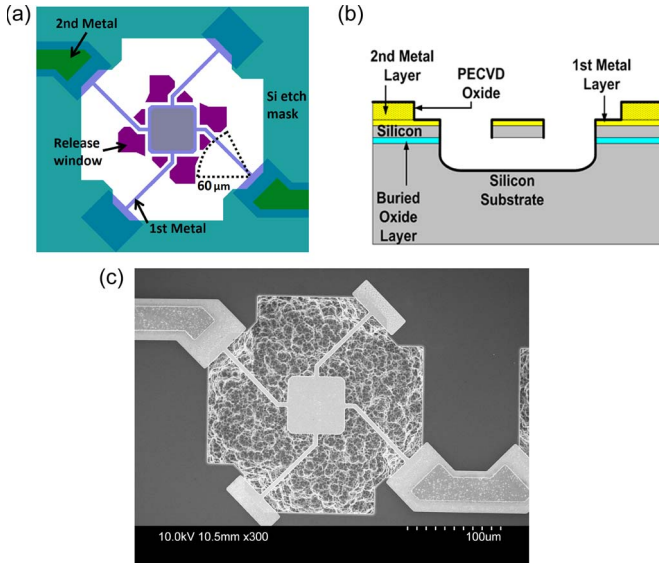 (a)
2nd Metal
Si etch
mask
Release
window
60 µm
1st Metal
(b)
2nd Metal
Layer
PECVD
Oxide
1st Metal
Layer
Silicon
Silicon
Substrate
Buried
Oxide
Layer
(c)
10.0kV 10.5mm x300
100um